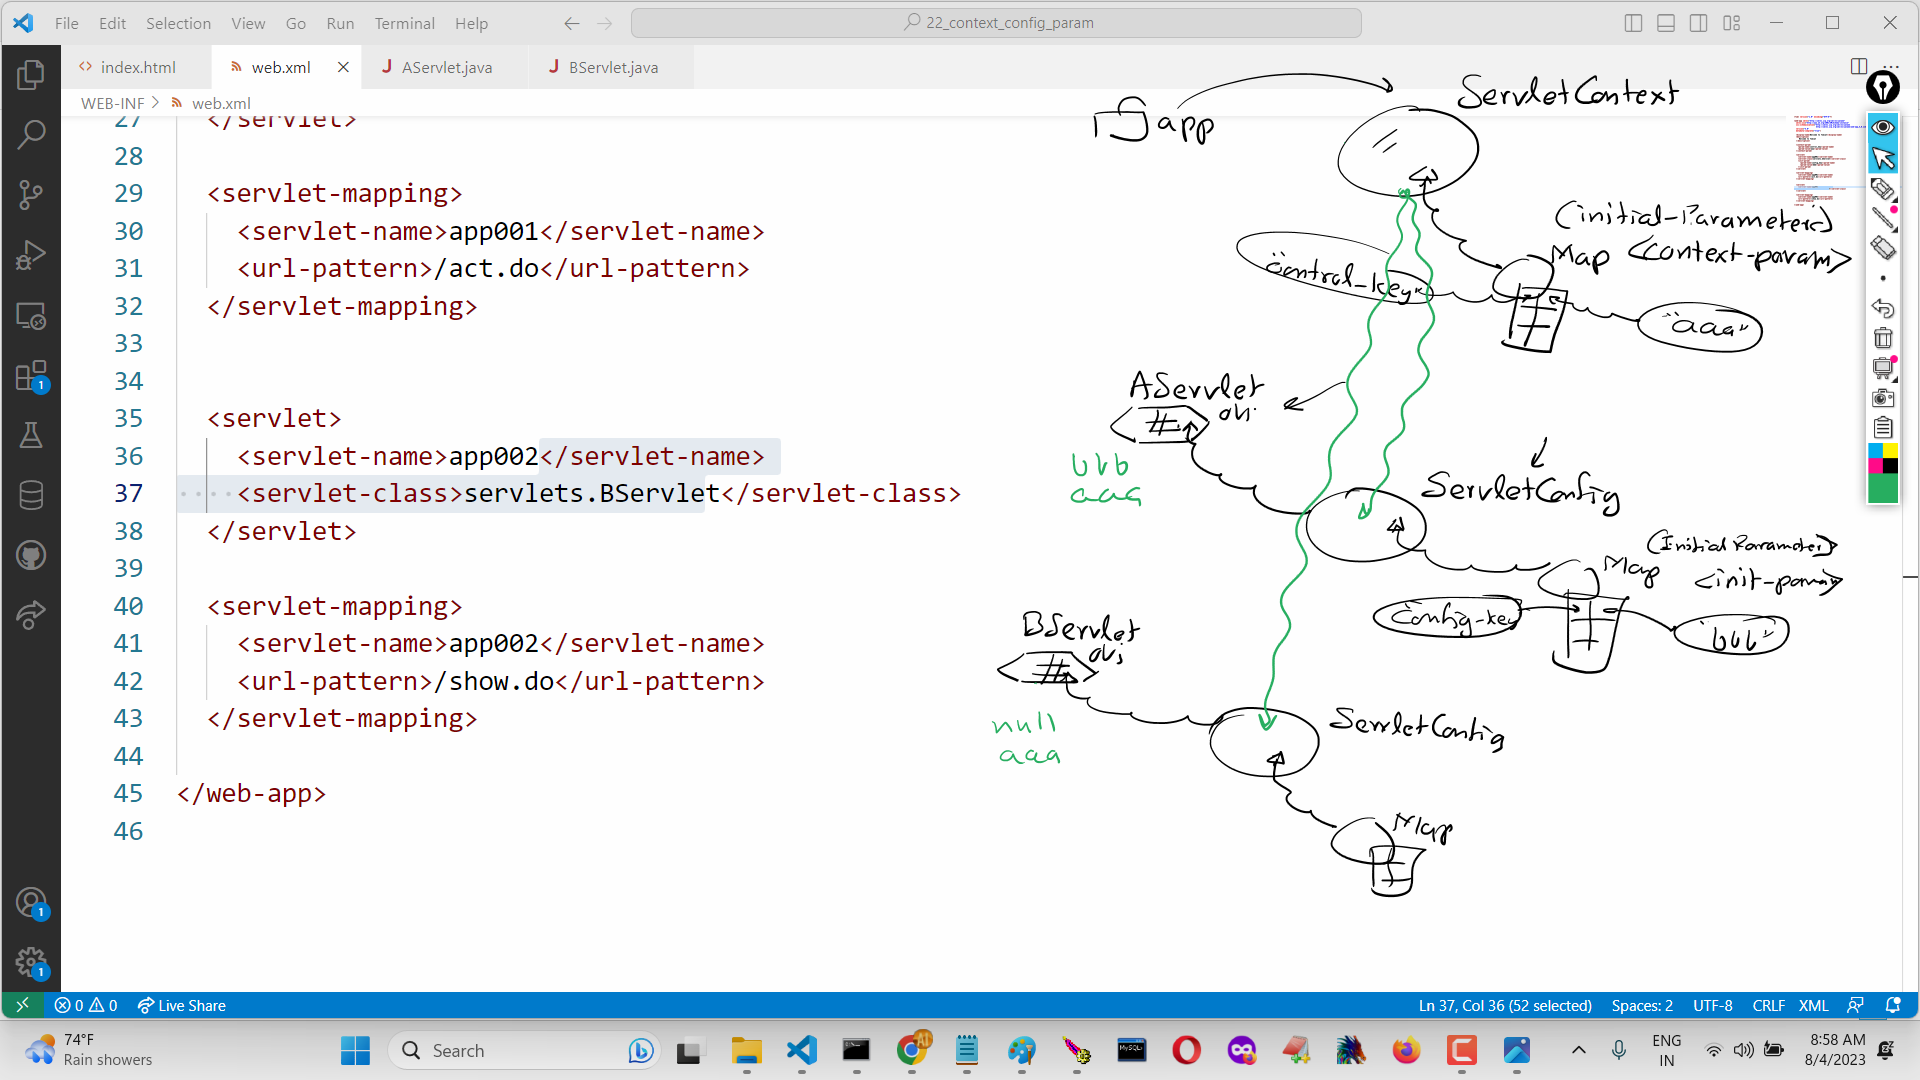 File Edit Selection View Go Run Terminal Help
22_context_config_param
index.html
web.xml
AServlet.java
BServlet.java
WEB-INF > web.xml
27 </servlet>
28
29 <servlet-mapping>
30 <servlet-name>app001</servlet-name>
31 <url-pattern>/act.do</url-pattern>
32 </servlet-mapping>
33
34
35 <servlet>
36 <servlet-name>app002</servlet-name>
37 <servlet-class>servlets.BServlet</servlet-class>
38 </servlet>
39
40 <servlet-mapping>
41 <servlet-name>app002</servlet-name>
42 <url-pattern>/show.do</url-pattern>
43 </servlet-mapping>
44
45 </web-app>
46
app
ServletContext
(initial-Parameters)
Map <context-param>
"aaa"
AServlet
obj
bbb
aaa
ServletConfig
(Initial Parameter)
Map <init-param>
config-key
"bbb"
BServlet
obj
null
aaa
ServletConfig
Map
1
1
1
0 0 Live Share
Ln 37, Col 36 (52 selected) Spaces: 2 UTF-8 CRLF XML
74°F
Rain showers
Search
ENG
IN
8:58 AM
8/4/2023